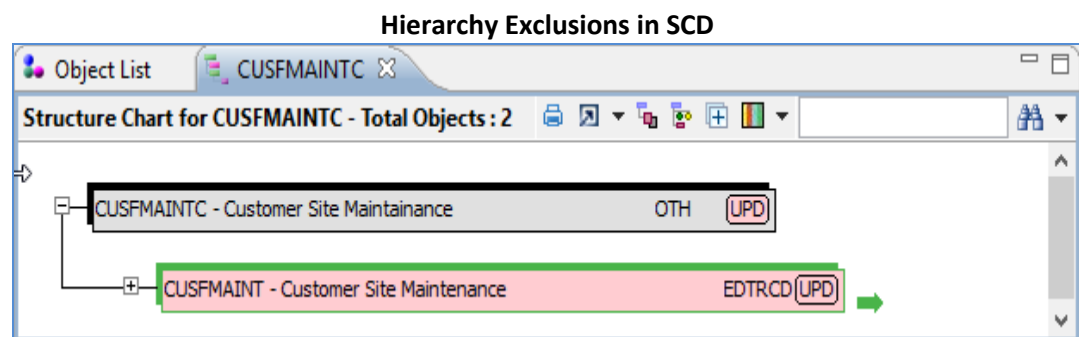 Hierarchy Exclusions in SCD
Object List CUSFMAINTC
Structure Chart for CUSFMAINTC - Total Objects : 2
CUSFMAINTC - Customer Site Maintainance OTH UPD
CUSFMAINT - Customer Site Maintenance EDTRCD UPD